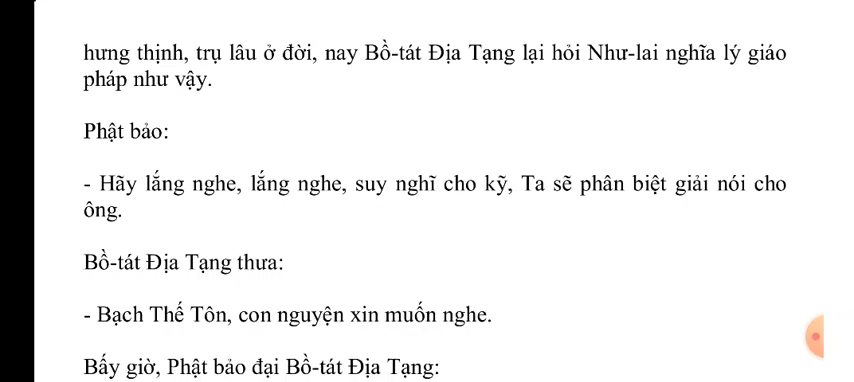 hưng thịnh, trụ lâu ở đời, nay Bồ-tát Địa Tạng lại hỏi Như-lai nghĩa lý giáo
pháp như vậy.
Phật bảo:
- Hãy lắng nghe, lắng nghe, suy nghĩ cho kỹ, Ta sẽ phân biệt giải nói cho
ông.
Bồ-tát Địa Tạng thưa:
- Bạch Thế Tôn, con nguyện xin muốn nghe.
Bấy giờ, Phật bảo đại Bồ-tát Địa Tạng: